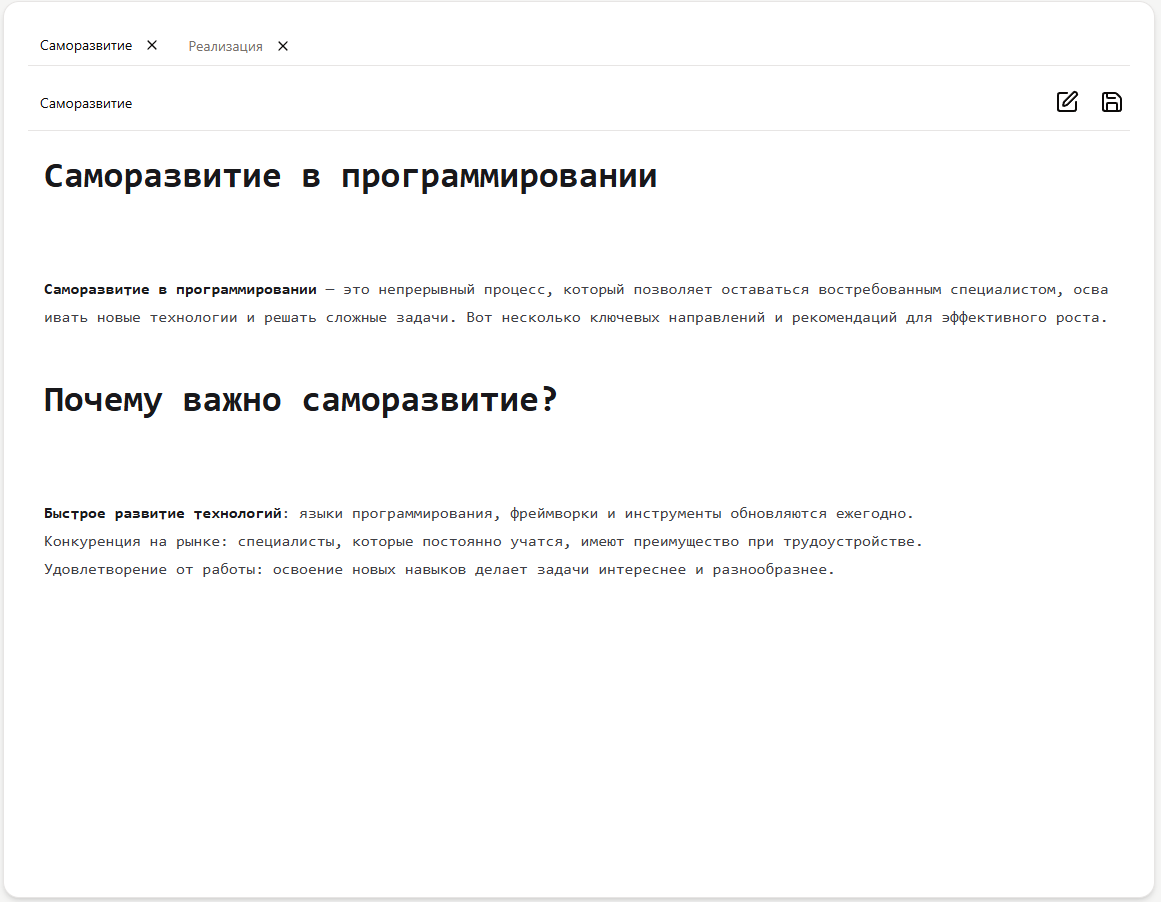 Саморазвитие Реализация
Саморазвитие
Саморазвитие в программировании
Саморазвитие в программировании — это непрерывный процесс, который позволяет оставаться востребованным специалистом, осва
ивать новые технологии и решать сложные задачи. Вот несколько ключевых направлений и рекомендаций для эффективного роста.
Почему важно саморазвитие?
Быстрое развитие технологий: языки программирования, фреймворки и инструменты обновляются ежегодно.
Конкуренция на рынке: специалисты, которые постоянно учатся, имеют преимущество при трудоустройстве.
Удовлетворение от работы: освоение новых навыков делает задачи интереснее и разнообразнее.